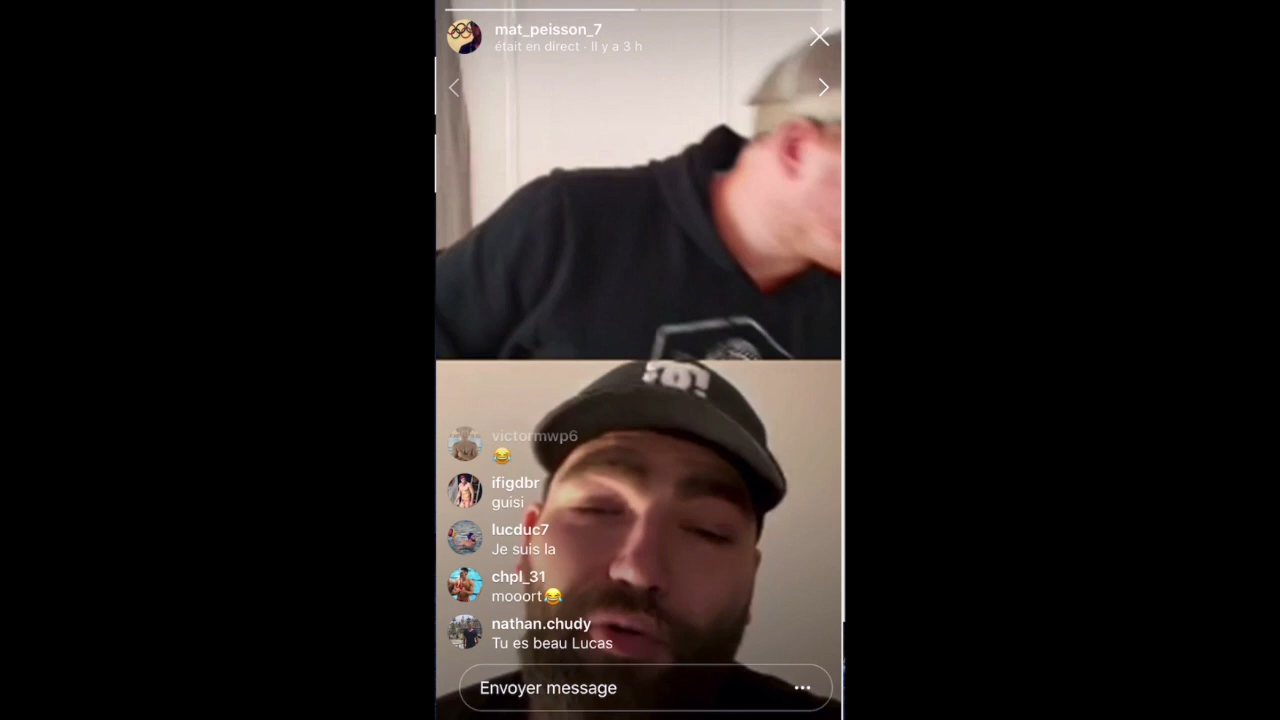 mat_peisson_7
était en direct · Il y a 3 h
victormwp6
😂
ifigdbr
guisi
lucduc7
Je suis la
chpl_31
mooort😂
nathan.chudy
Tu es beau Lucas
Envoyer message